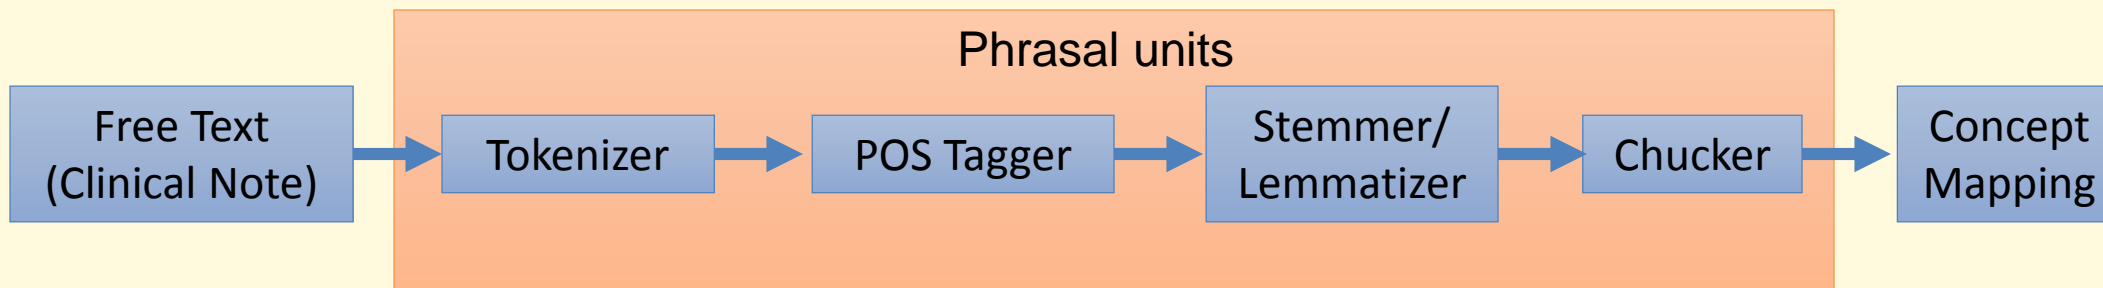 Phrasal units
Free Text
(Clinical Note)
Tokenizer
POS Tagger
Stemmer/
Lemmatizer
Chucker
Concept
Mapping